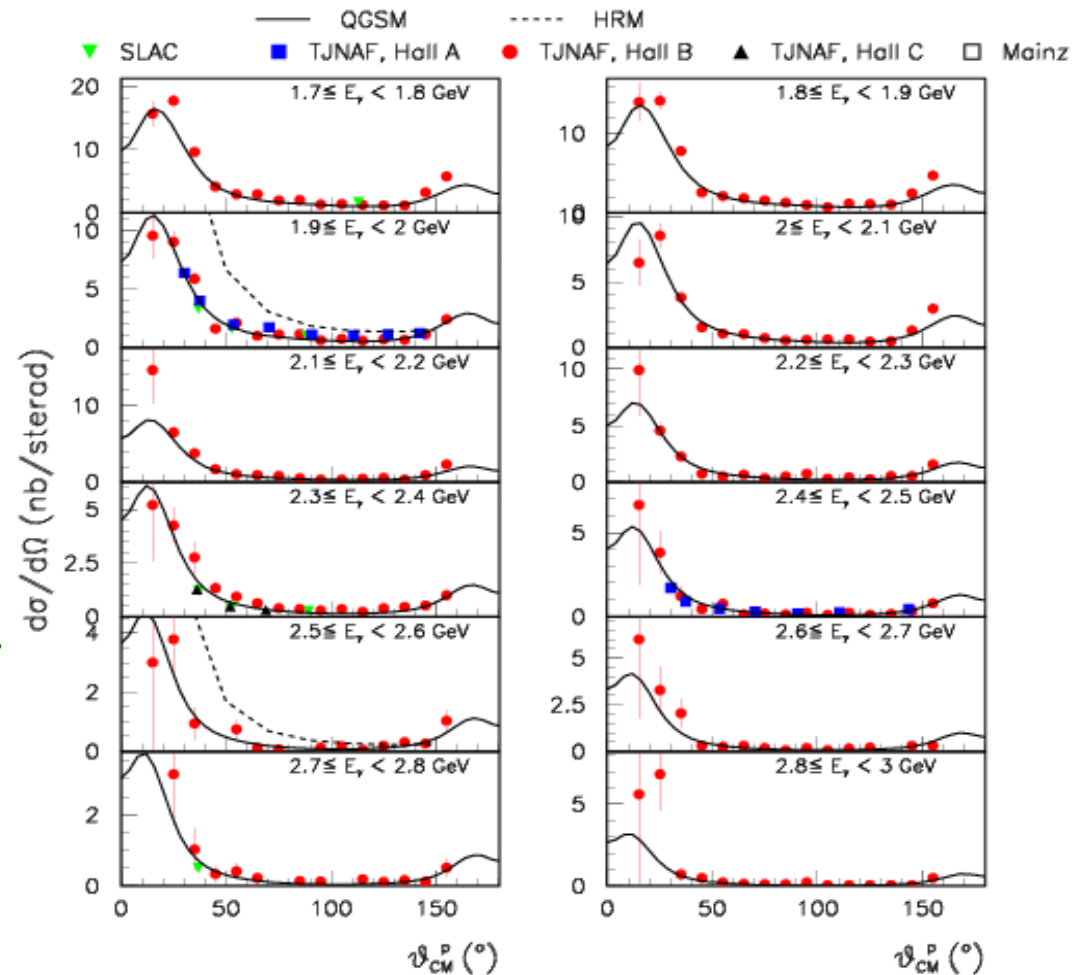 QGSM HRM
SLAC TJNAF, Hall A TJNAF, Hall B TJNAF, Hall C Mainz
dσ/dΩ (nb/sterad)
1.7≤ Eγ < 1.8 GeV
20
10
0
1.8≤ Eγ < 1.9 GeV
10
0
1.9≤ Eγ < 2 GeV
10
5
0
2≤ Eγ < 2.1 GeV
5
0
2.1≤ Eγ < 2.2 GeV
10
0
2.2≤ Eγ < 2.3 GeV
10
5
0
2.3≤ Eγ < 2.4 GeV
5
2.5
0
2.4≤ Eγ < 2.5 GeV
5
0
2.5≤ Eγ < 2.6 GeV
4
2
0
2.6≤ Eγ < 2.7 GeV
5
2.5
0
2.7≤ Eγ < 2.8 GeV
2
0
2.8≤ Eγ < 3 GeV
5
0
0 50 100 150 0 50 100 150
ϑ_CM^p (°) ϑ_CM^p (°)